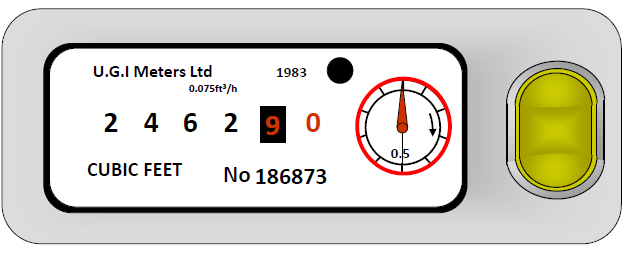 U.G.I Meters Ltd 1983
0.075ft³/h
2 4 6 2 9 0
0.5
CUBIC FEET No 186873